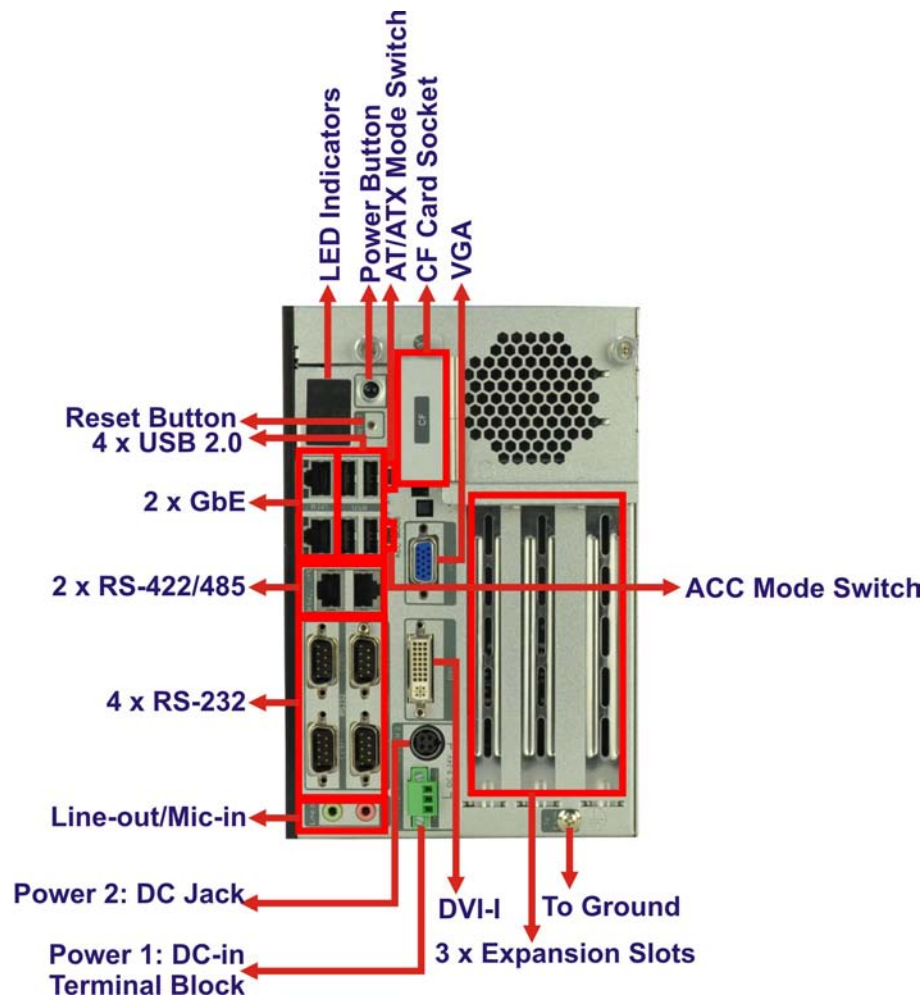 LED Indicators
Power Button
AT/ATX Mode Switch
CF Card Socket
VGA
Reset Button
4 x USB 2.0
CF
2 x GbE
2 x RS-422/485
ACC Mode Switch
4 x RS-232
Line-out/Mic-in
Power 2: DC Jack
DVI-I
To Ground
Power 1: DC-in
Terminal Block
3 x Expansion Slots